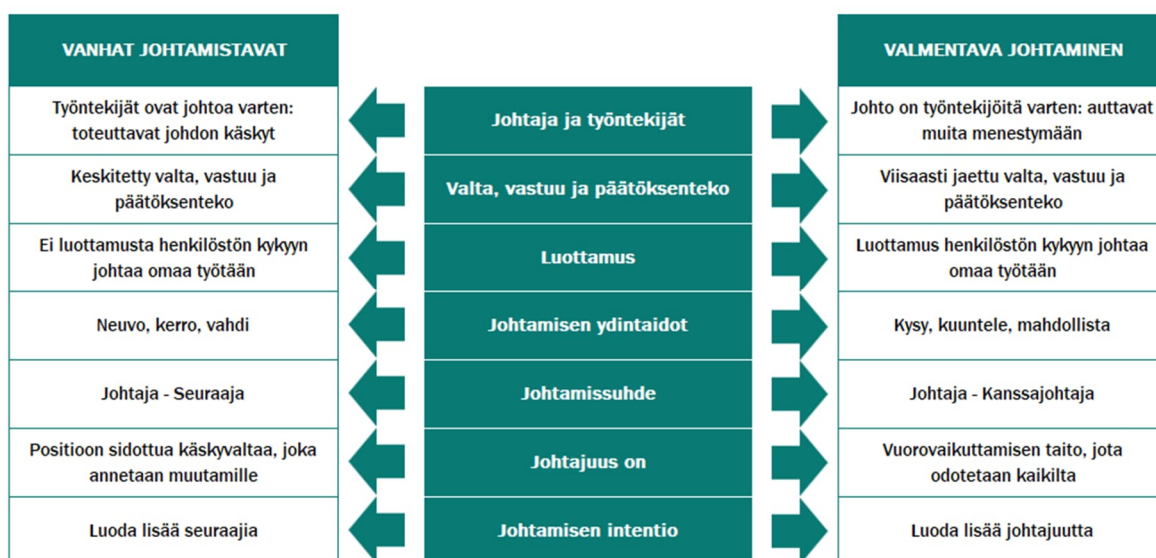 VANHAT JOHTAMISTAVAT
VALMENTAVA JOHTAMINEN
Työntekijät ovat johtoa varten:
toteuttavat johdon käskyt
Johtaja ja työntekijät
Johto on työntekijöitä varten: auttavat
muita menestymään
Keskitetty valta, vastuu ja
päätöksenteko
Valta, vastuu ja päätöksenteko
Viisaasti jaettu valta, vastuu ja
päätöksenteko
Ei luottamusta henkilöstön kykyyn
johtaa omaa työtään
Luottamus
Luottamus henkilöstön kykyyn johtaa
omaa työtään
Neuvo, kerro, vahdi
Johtamisen ydintaidot
Kysy, kuuntele, mahdollista
Johtaja - Seuraaja
Johtamissuhde
Johtaja - Kanssajohtaja
Positioon sidottua käskyvaltaa, joka
annetaan muutamille
Johtajuus on
Vuorovaikuttamisen taito, jota
odotetaan kaikilta
Luoda lisää seuraajia
Johtamisen intentio
Luoda lisää johtajuutta